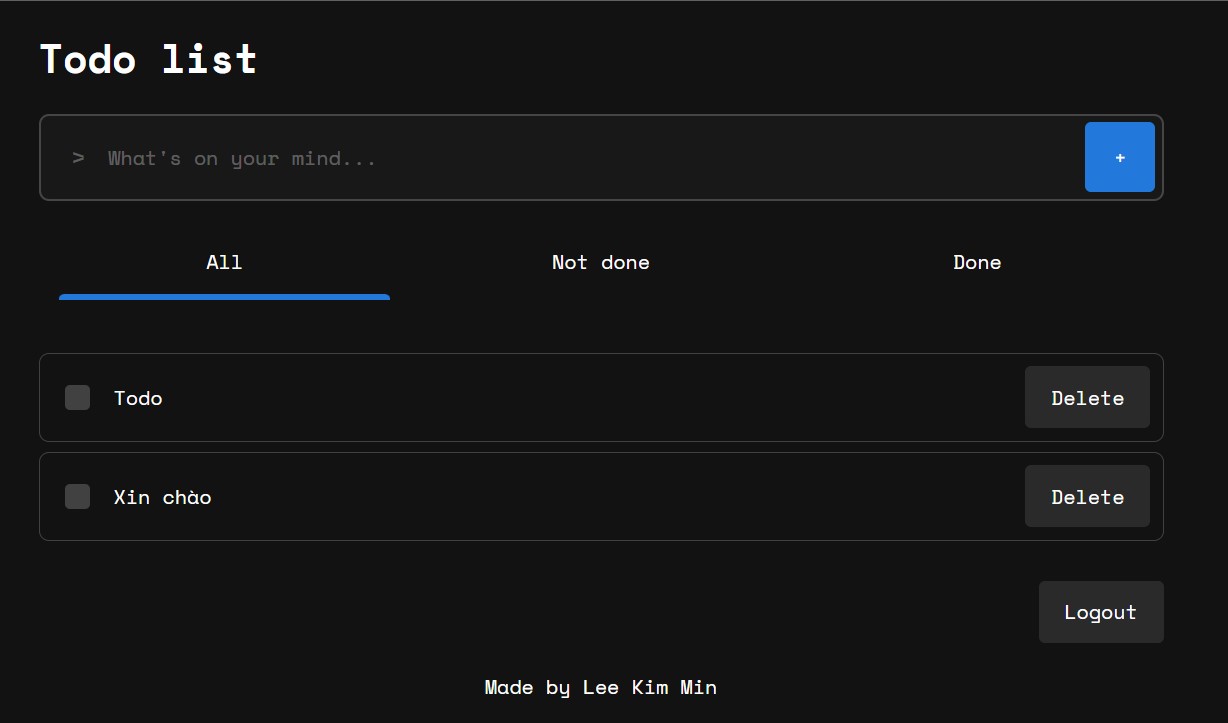 Todo list
> What's on your mind... +
All Not done Done
Todo Delete
Xin chào Delete
Logout
Made by Lee Kim Min